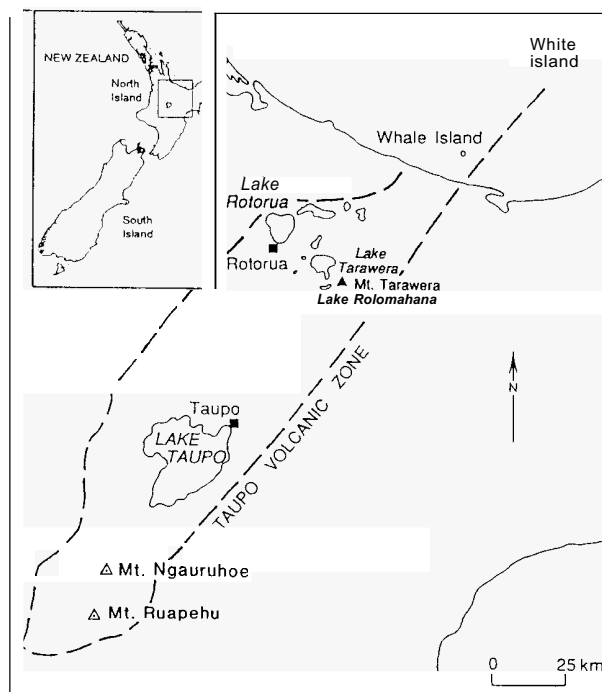 NEW ZEALAND
North
Island
South
Island
White
island
Whale Island
Lake
Rotorua
Rotorua
Lake
Tarawera
Mt. Tarawera
Lake Rolomahana
N
Taupo
LAKE
TAUPO
TAUPO VOLCANIC ZONE
Mt. Ngauruhoe
Mt. Ruapehu
0 25 km